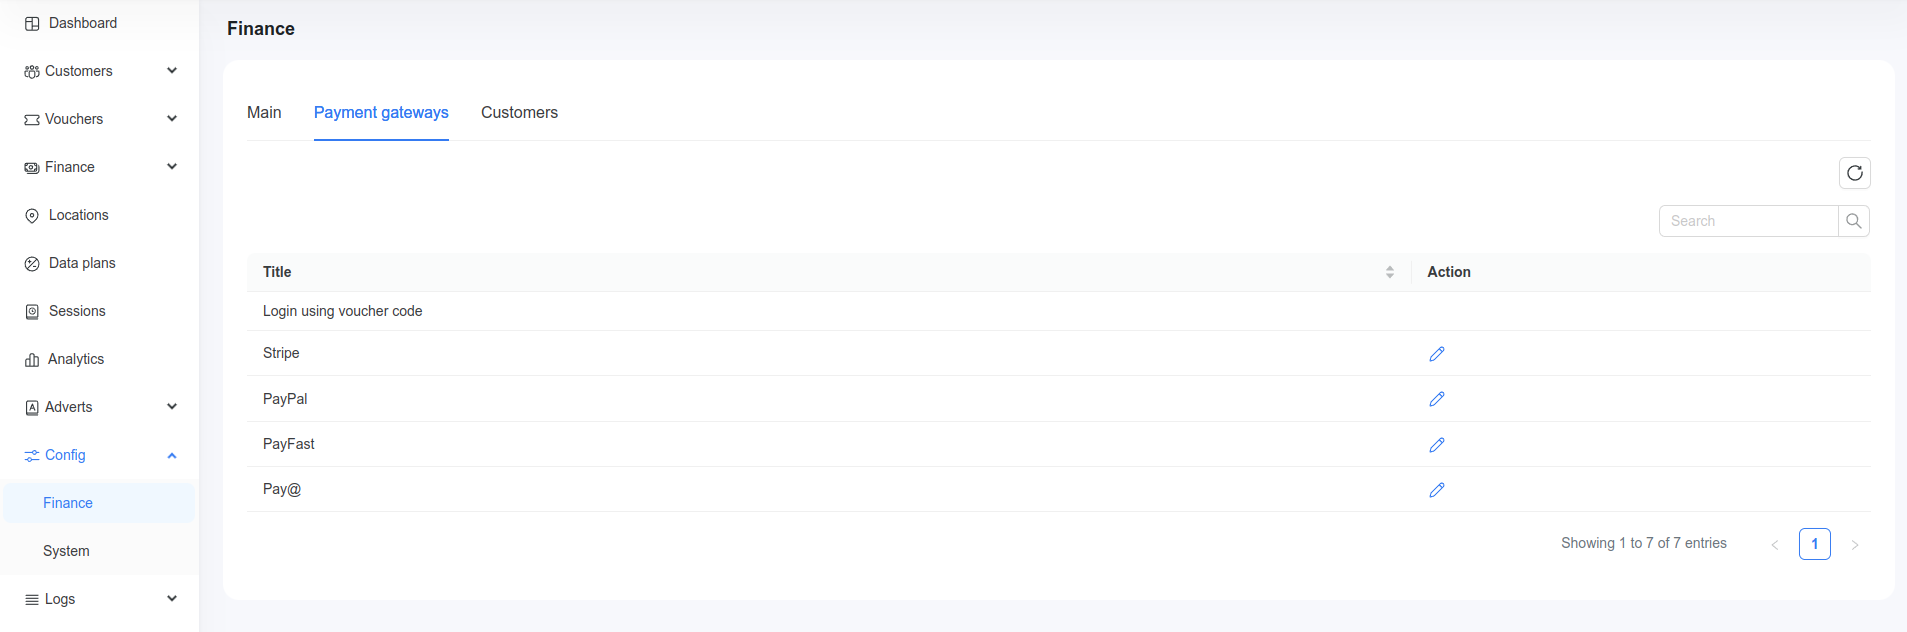 Dashboard
Customers
Vouchers
Finance
Locations
Data plans
Sessions
Analytics
Adverts
Config
Finance
System
Logs
Finance
Main Payment gateways Customers
Search
Title Action
Login using voucher code
Stripe
PayPal
PayFast
Pay@
Showing 1 to 7 of 7 entries < 1 >